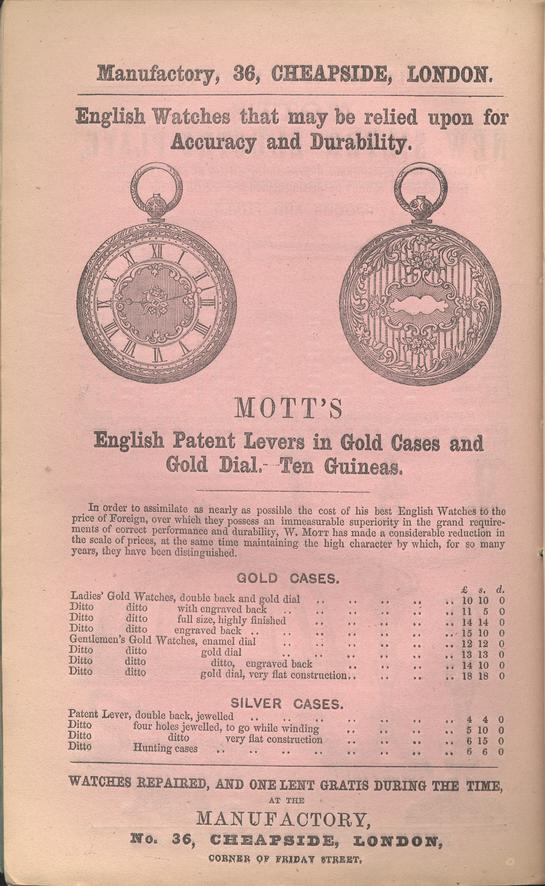 Manufactory, 36, CHEAPSIDE, LONDON.
English Watches that may be relied upon for
Accuracy and Durability.
MOTT'S
English Patent Levers in Gold Cases and
Gold Dial.- Ten Guineas.
In order to assimilate as nearly as possible the cost of his best English Watches to the
price of Foreign, over which they possess an immeasurable superiority in the grand require-
ments of correct performance and durability, W. MOTT has made a considerable reduction in
the scale of prices, at the same time maintaining the high character by which, for so many
years, they have been distinguished.
GOLD CASES.
£ s. d.
Ladies' Gold Watches, double back and gold dial .. .. .. .. .. 10 10 0
Ditto ditto with engraved back .. .. .. .. .. .. 11 5 0
Ditto ditto full size, highly finished .. .. .. .. .. 14 14 0
Ditto ditto engraved back .. .. .. .. .. .. .. 15 10 0
Gentlemen's Gold Watches, enamel dial .. .. .. .. .. .. 12 12 0
Ditto ditto gold dial .. .. .. .. .. .. 13 13 0
Ditto ditto ditto, engraved back .. .. .. .. 14 10 0
Ditto ditto gold dial, very flat construction.. .. .. .. 18 18 0
SILVER CASES.
Patent Lever, double back, jewelled .. .. .. .. .. .. .. 4 4 0
Ditto four holes jewelled, to go while winding .. .. .. .. 5 10 0
Ditto ditto very flat construction .. .. .. .. 6 15 0
Ditto Hunting cases .. .. .. .. .. .. .. .. 6 6 0
WATCHES REPAIRED, AND ONE LENT GRATIS DURING THE TIME,
AT THE
MANUFACTORY,
No. 36, CHEAPSIDE, LONDON,
CORNER OF FRIDAY STREET.